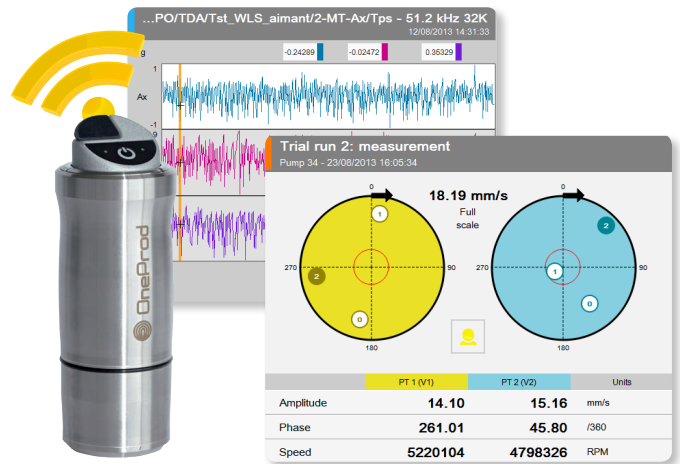 ...PO/TDA/Tst_WLS_aimant/2-MT-Ax/Tps - 51.2 kHz 32K
12/08/2013 14:31:33
g
-0.24289
-0.02472
0.35329
1
Ax
-1
9
Trial run 2: measurement
Pump 34 - 23/08/2013 16:05:34
18.19 mm/s
Full
scale
0
270
90
180
1
2
0
0
270
90
180
2
1
0
OneProd
PT 1 (V1) PT 2 (V2) Units
Amplitude 14.10 15.16 mm/s
Phase 261.01 45.80 /360
Speed 5220104 4798326 RPM